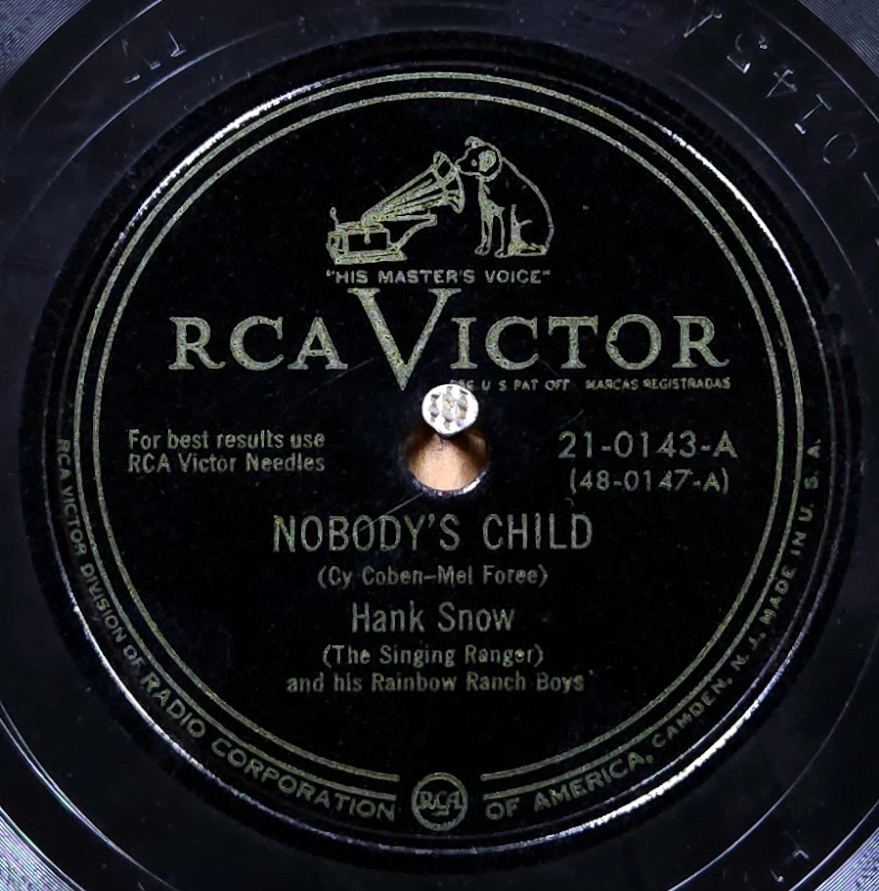 "HIS MASTER'S VOICE"
RCA VICTOR
REG. U S PAT OFF MARCAS REGISTRADAS
For best results use
RCA Victor Needles
21-0143-A
(48-0147-A)
NOBODY'S CHILD
(Cy Coben-Mel Foree)
Hank Snow
(The Singing Ranger)
and his Rainbow Ranch Boys
RCA VICTOR DIVISION OF RADIO CORPORATION OF AMERICA, CAMDEN, N. J., MADE IN U. S. A.
RCA